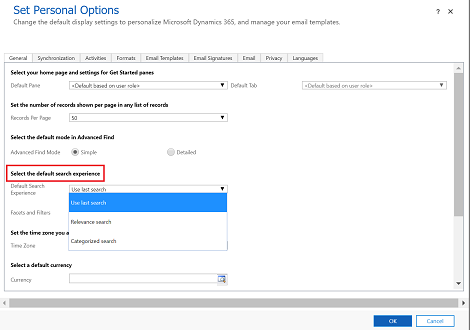 Set Personal Options
? ×
Change the default display settings to personalize Microsoft Dynamics 365, and manage your email templates.
General Synchronization Activities Formats Email Templates Email Signatures Email Privacy Languages
Select your home page and settings for Get Started panes
Default Pane <Default based on user role> Default Tab <Default based on user role>
Set the number of records shown per page in any list of records
Records Per Page 50
Select the default mode in Advanced Find
Advanced Find Mode Simple Detailed
Select the default search experience
Default Search Experience Use last search
Use last search
Facets and Filters
Relevance search
Set the time zone you a
Categorized search
Time Zone
Select a default currency
Currency
OK Cancel